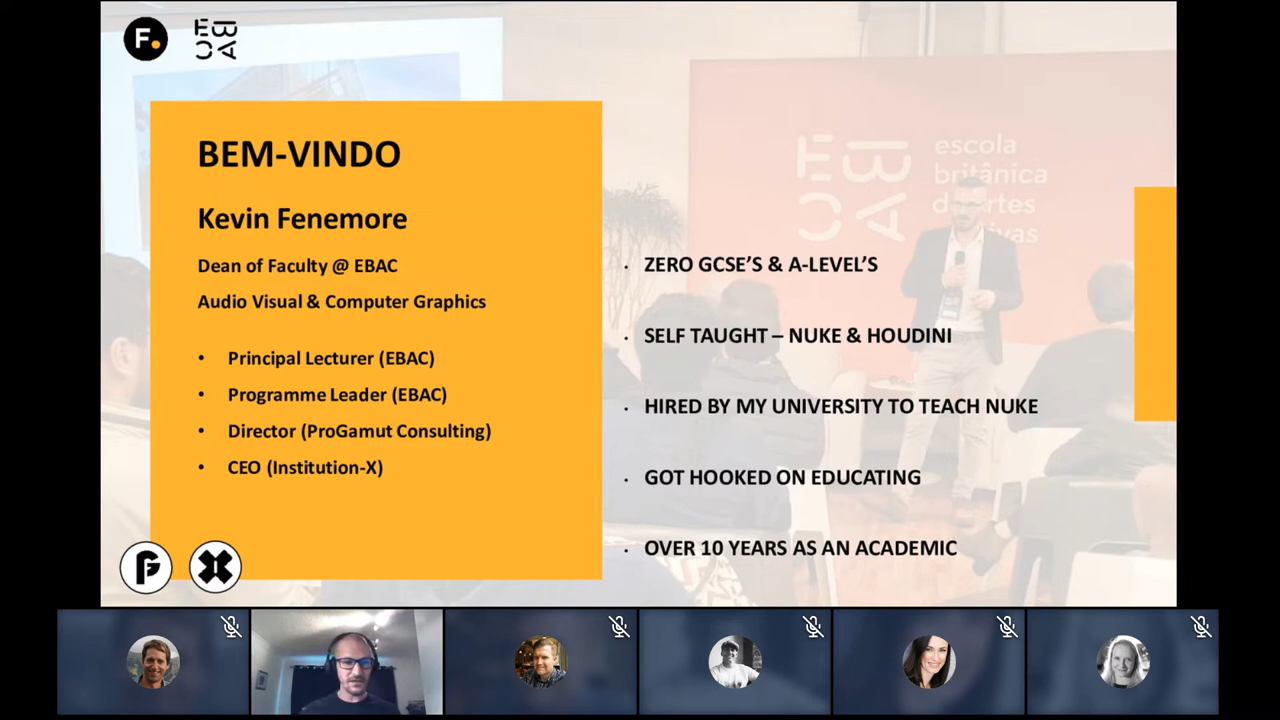 F.
BEM-VINDO
Kevin Fenemore
Dean of Faculty @ EBAC
Audio Visual & Computer Graphics
• Principal Lecturer (EBAC)
• Programme Leader (EBAC)
• Director (ProGamut Consulting)
• CEO (Institution-X)
escola
britânica
• ZERO GCSE’S & A-LEVEL’S
• SELF TAUGHT – NUKE & HOUDINI
• HIRED BY MY UNIVERSITY TO TEACH NUKE
• GOT HOOKED ON EDUCATING
• OVER 10 YEARS AS AN ACADEMIC